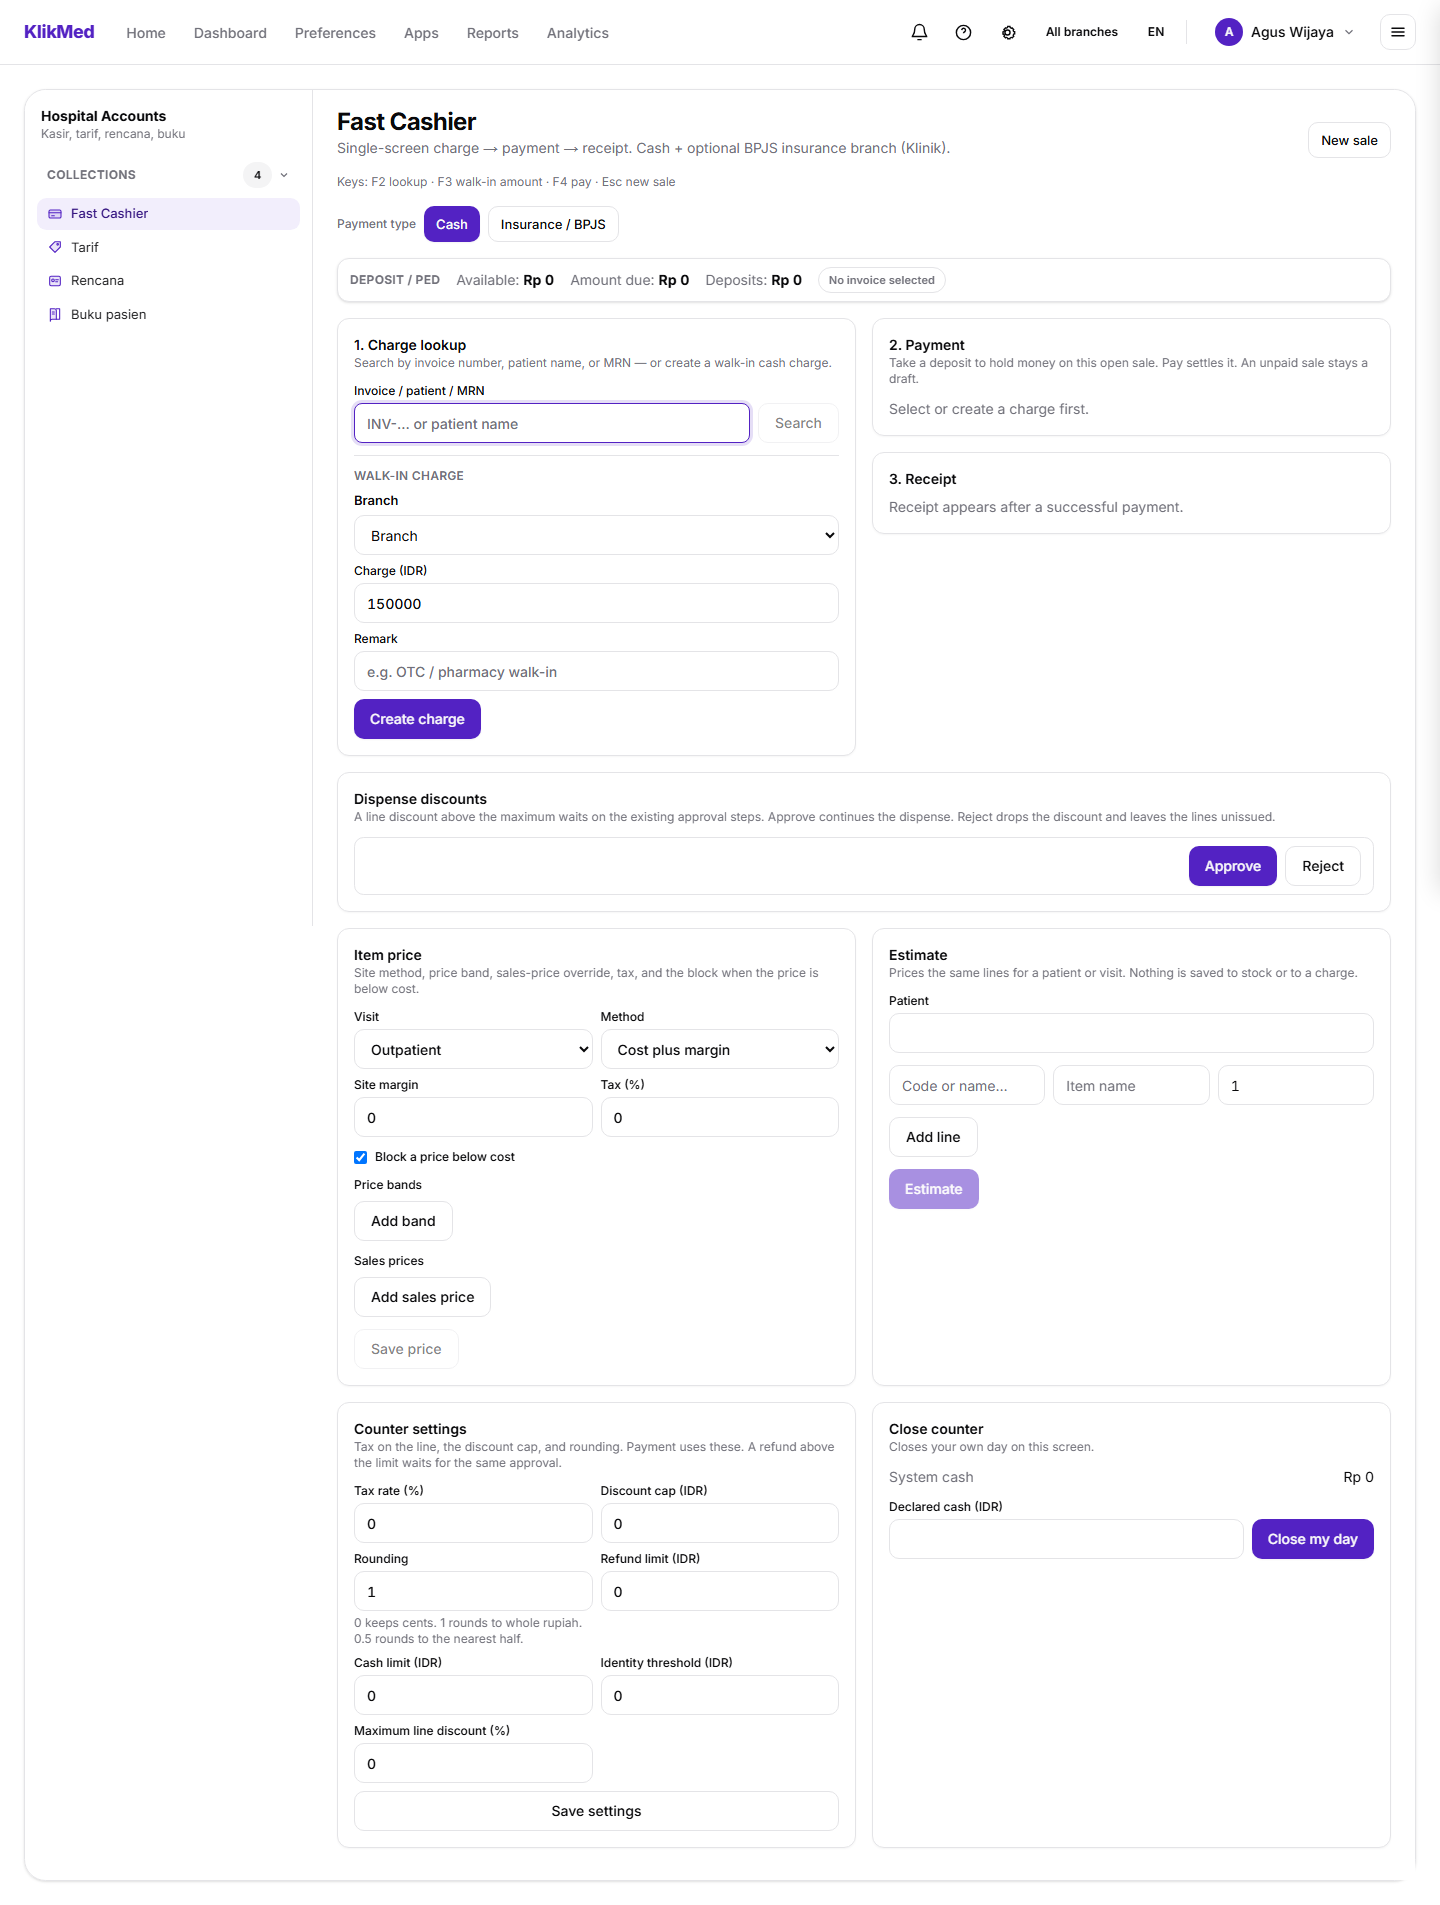 KlikMed
Home
Dashboard
Preferences
Apps
Reports
Analytics
All branches
EN
A
Agus Wijaya
Hospital Accounts
Kasir, tarif, rencana, buku
COLLECTIONS
4
Fast Cashier
Tarif
Rencana
Buku pasien
Fast Cashier
Single-screen charge → payment → receipt. Cash + optional BPJS insurance branch (Klinik).
New sale
Keys: F2 lookup · F3 walk-in amount · F4 pay · Esc new sale
Payment type
Cash
Insurance / BPJS
DEPOSIT / PED
Available: Rp 0
Amount due: Rp 0
Deposits: Rp 0
No invoice selected
1. Charge lookup
Search by invoice number, patient name, or MRN — or create a walk-in cash charge.
Invoice / patient / MRN
INV-... or patient name
Search
WALK-IN CHARGE
Branch
Branch
Charge (IDR)
150000
Remark
e.g. OTC / pharmacy walk-in
Create charge
2. Payment
Take a deposit to hold money on this open sale. Pay settles it. An unpaid sale stays a
draft.
Select or create a charge first.
3. Receipt
Receipt appears after a successful payment.
Dispense discounts
A line discount above the maximum waits on the existing approval steps. Approve continues the dispense. Reject drops the discount and leaves the lines unissued.
Approve
Reject
Item price
Site method, price band, sales-price override, tax, and the block when the price is
below cost.
Visit
Method
Outpatient
Cost plus margin
Site margin
Tax (%)
0
0
Block a price below cost
Price bands
Add band
Sales prices
Add sales price
Save price
Estimate
Prices the same lines for a patient or visit. Nothing is saved to stock or to a charge.
Patient
Code or name...
Item name
1
Add line
Estimate
Counter settings
Tax on the line, the discount cap, and rounding. Payment uses these. A refund above
the limit waits for the same approval.
Tax rate (%)
Discount cap (IDR)
0
0
Rounding
Refund limit (IDR)
1
0
0 keeps cents. 1 rounds to whole rupiah.
0.5 rounds to the nearest half.
Cash limit (IDR)
Identity threshold (IDR)
0
0
Maximum line discount (%)
0
Save settings
Close counter
Closes your own day on this screen.
System cash
Rp 0
Declared cash (IDR)
Close my day